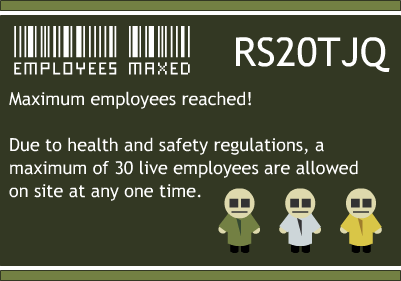 EMPLOYEES MAXED
RS20TJQ
Maximum employees reached!
Due to health and safety regulations, a
maximum of 30 live employees are allowed
on site at any one time.